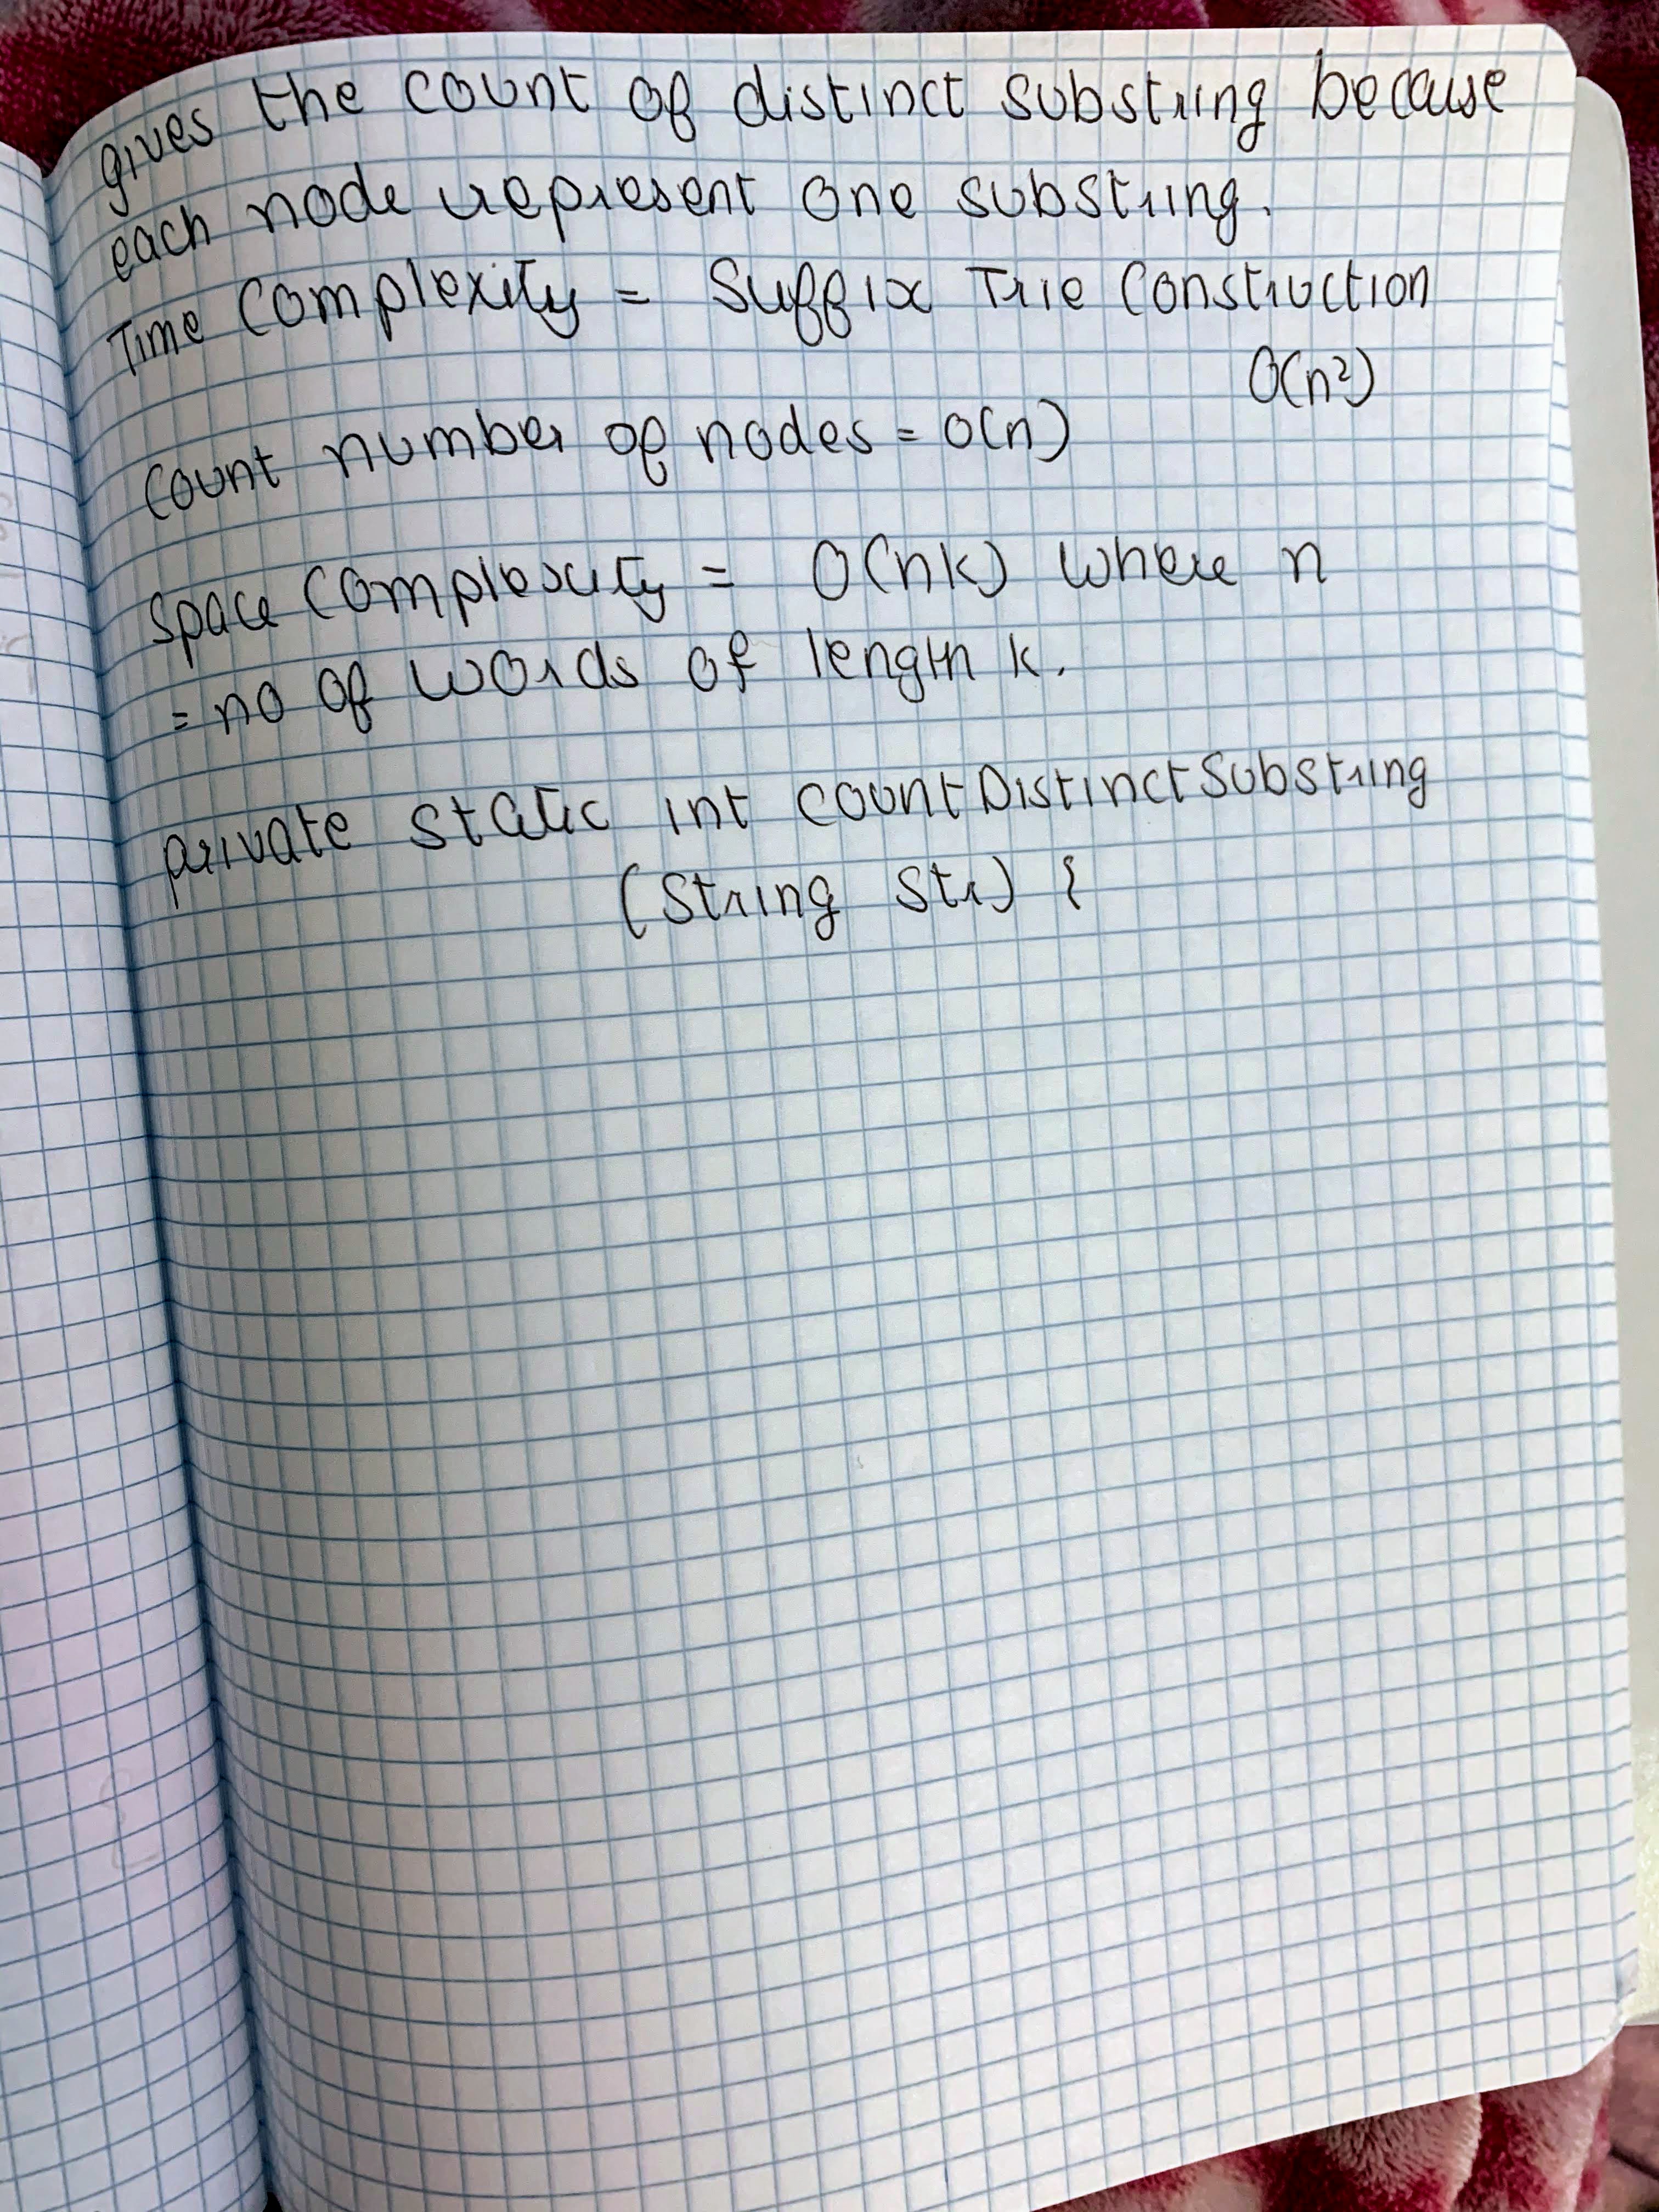 gives the count of distinct substring because
each node represent one substring.
Time Complexity = Suffix Trie Construction
O(n²)
Count number of nodes = O(n)
Space Complexity = O(nk) where n
= no of words of length k.
private static int countDistinctSubstring
(String str) {